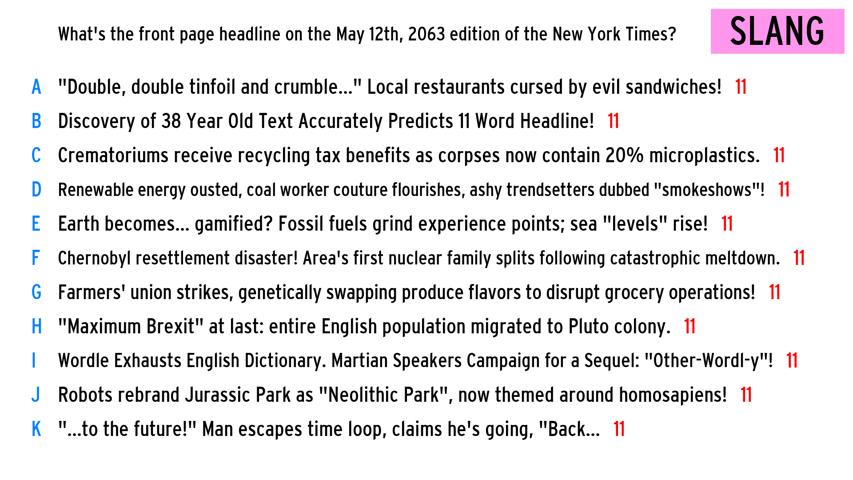 What's the front page headline on the May 12th, 2063 edition of the New York Times?
SLANG
A "Double, double tinfoil and crumble..." Local restaurants cursed by evil sandwiches! 11
B Discovery of 38 Year Old Text Accurately Predicts 11 Word Headline! 11
C Crematoriums receive recycling tax benefits as corpses now contain 20% microplastics. 11
D Renewable energy ousted, coal worker couture flourishes, ashy trendsetters dubbed "smokeshows"! 11
E Earth becomes... gamified? Fossil fuels grind experience points; sea "levels" rise! 11
F Chernobyl resettlement disaster! Area's first nuclear family splits following catastrophic meltdown. 11
G Farmers' union strikes, genetically swapping produce flavors to disrupt grocery operations! 11
H "Maximum Brexit" at last: entire English population migrated to Pluto colony. 11
I Wordle Exhausts English Dictionary. Martian Speakers Campaign for a Sequel: "Other-Wordl-y"! 11
J Robots rebrand Jurassic Park as "Neolithic Park", now themed around homosapiens! 11
K "...to the future!" Man escapes time loop, claims he's going, "Back... 11